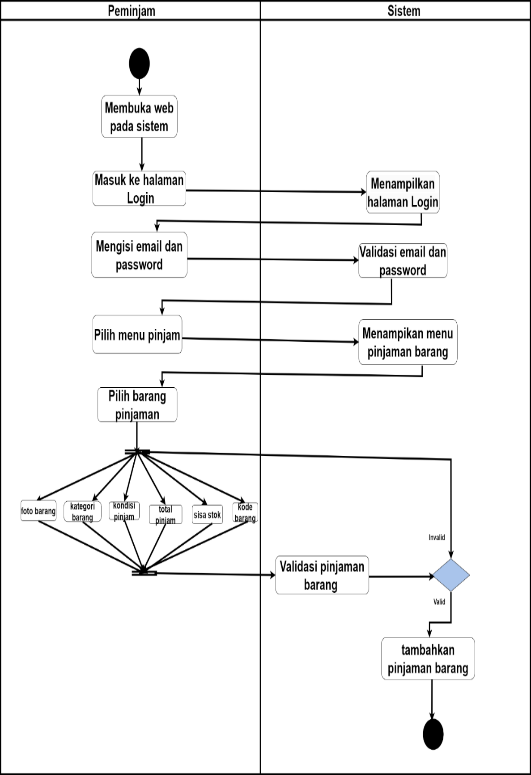 Peminjam
Sistem
Membuka web
pada sistem
Masuk ke halaman
Login
Menampilkan
halaman Login
Mengisi email dan
password
Validasi email dan
password
Pilih menu pinjam
Menampikan menu
pinjaman barang
Pilih barang
pinjaman
foto barang
kategori
barang
kondisi
pinjam
total
pinjam
sisa stok
kode
barang
Invalid
Validasi pinjaman
barang
Valid
tambahkan
pinjaman barang